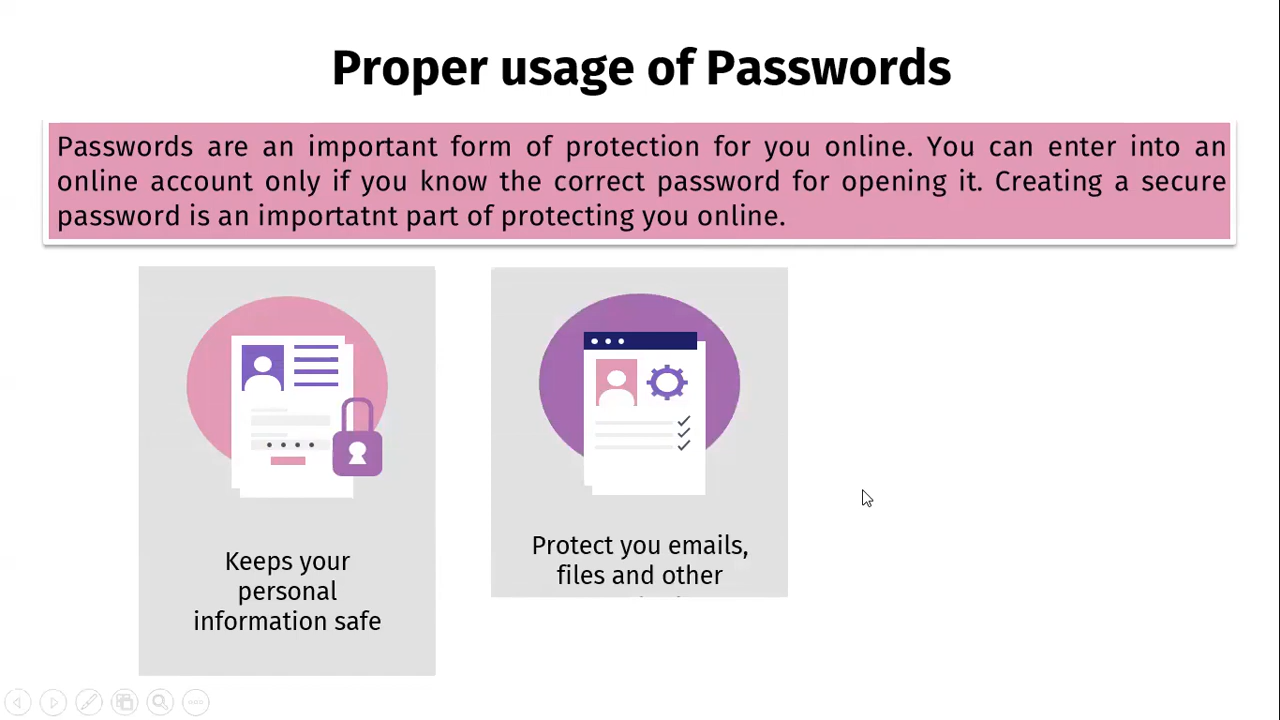 Proper usage of Passwords
Passwords are an important form of protection for you online. You can enter into an
online account only if you know the correct password for opening it. Creating a secure
password is an importatnt part of protecting you online.
Keeps your
personal
information safe
Protect you emails,
files and other